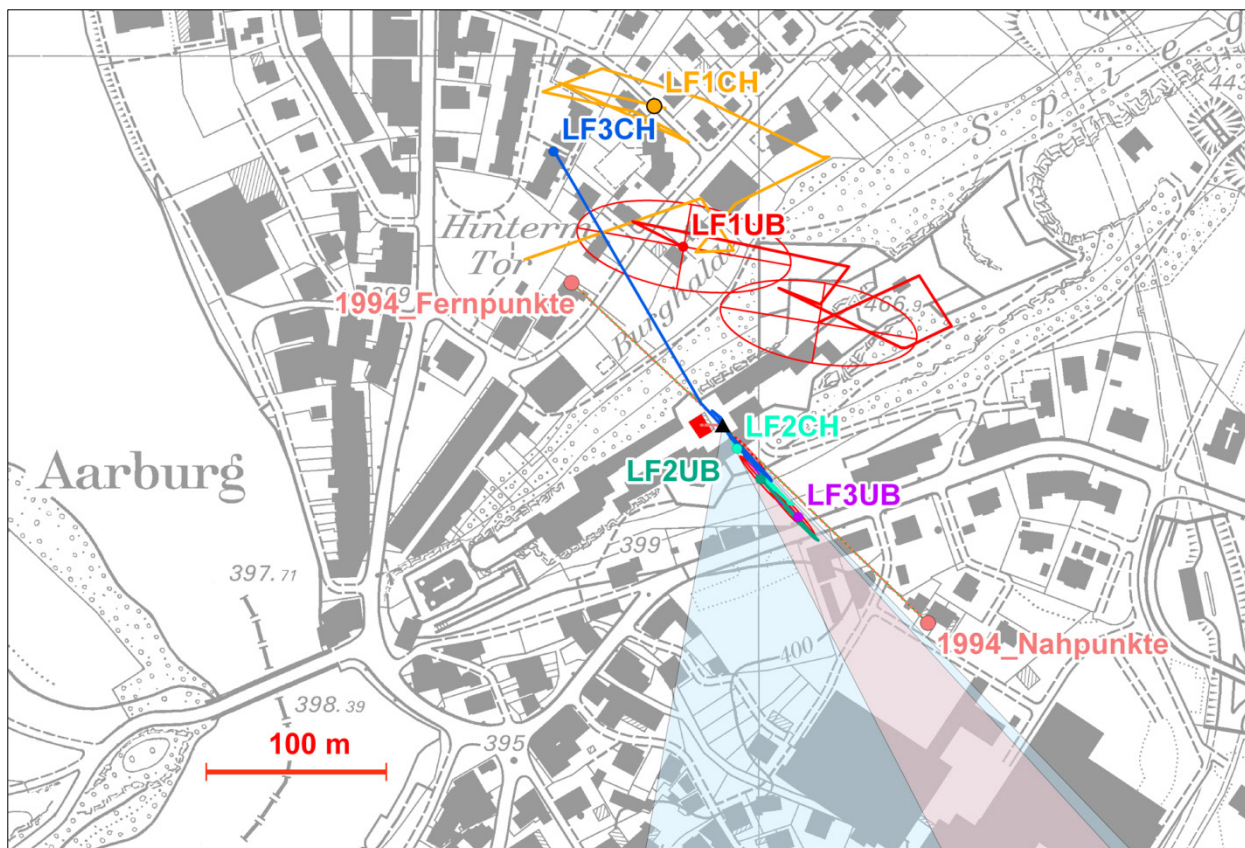 S p i e g
443
LF1CH
LF3CH
Hinterm
Tor
LF1UB
1994_Fernpunkte
Burghalde
466.9
LF2CH
Aarburg
LF2UB
LF3UB
399
397.71
1994_Nahpunkte
400
398.39
100 m
395